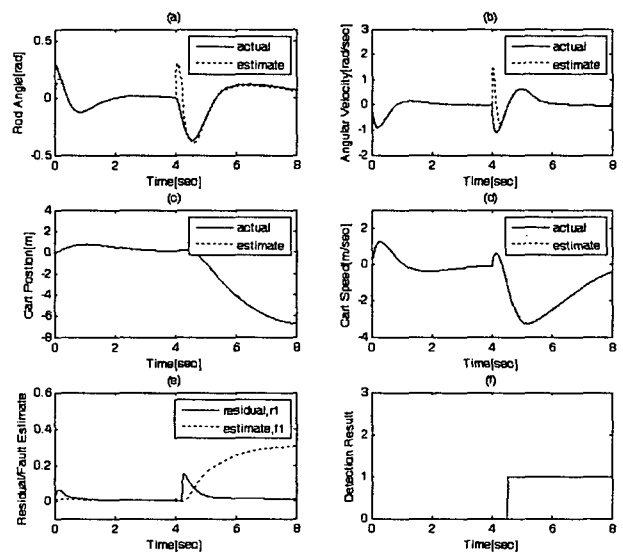 (a)
0.6
0
-0.5
Rod Angle[rad]
actual
estimate
0 2 4 6 8
Time[sec]
(b)
3
2
1
0
-1
-2
Angular Velocity[rad/sec]
actual
estimate
0 2 4 6 8
Time[sec]
(c)
4
2
0
-2
-4
-6
-8
Cart Position[m]
actual
estimate
0 2 4 6 8
Time[sec]
(d)
4
2
0
-2
-4
Cart Speed[m/sec]
actual
estimate
0 2 4 6 8
Time[sec]
(e)
0.6
0.4
0.2
0
Residual/Fault Estimate
residual,r1
estimate,f1
0 2 4 6 8
Time[sec]
(f)
3
2
1
0
Detection Result
0 2 4 6 8
Time[sec]